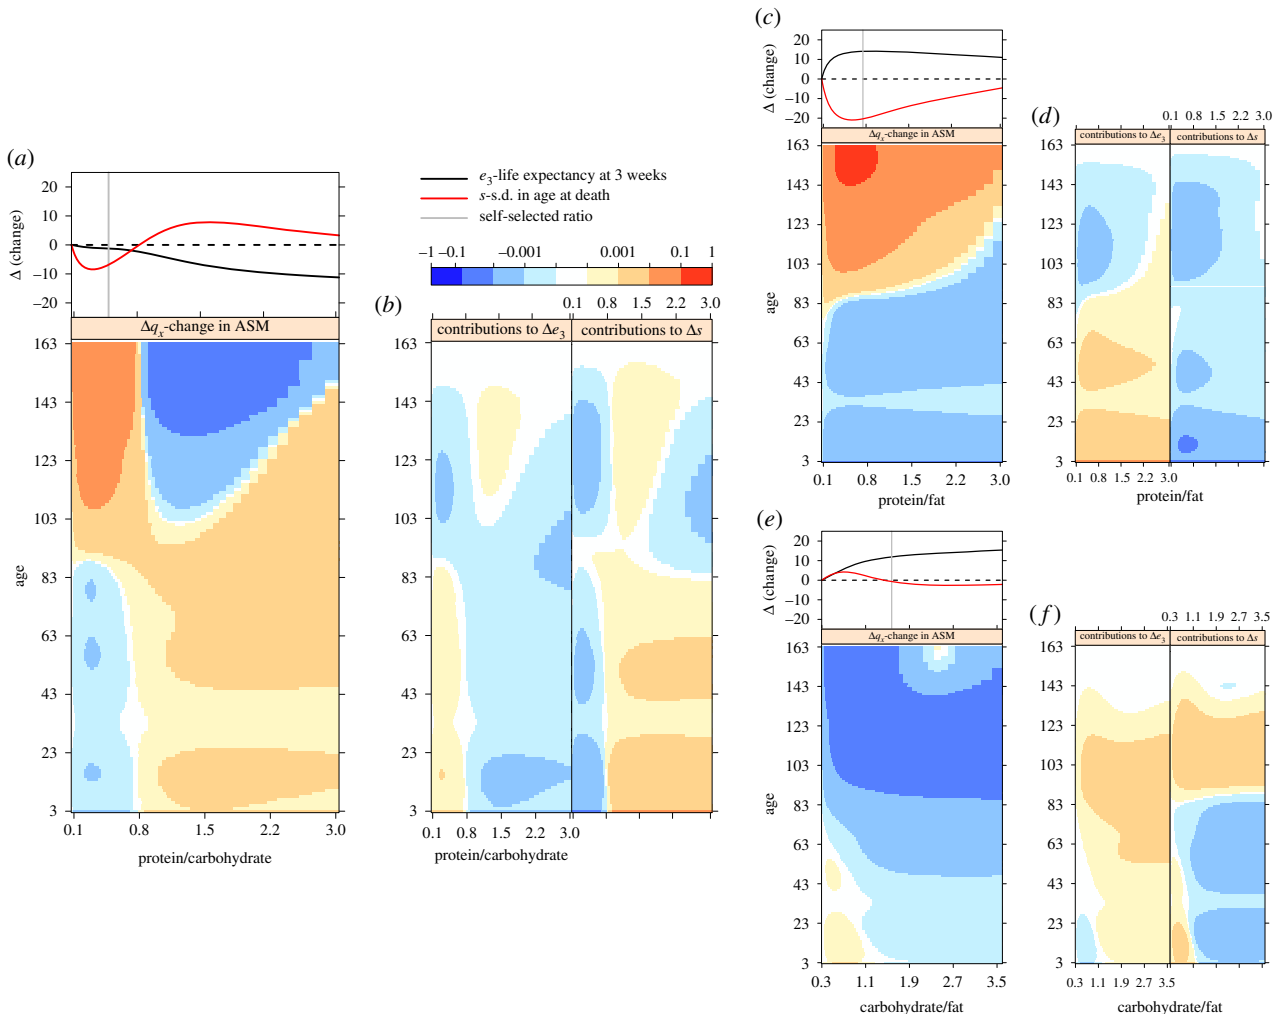 (a)
20
10
0
−10
−20
Δ (change)
Δqx-change in ASM
163
143
123
103
83
63
43
23
3
age
0.1 0.8 1.5 2.2 3.0
protein/carbohydrate
e3-life expectancy at 3 weeks
s-s.d. in age at death
self-selected ratio
−1 −0.1 −0.001 0.001 0.1 1
(b)
0.1 0.8 1.5 2.2 3.0
contributions to Δe3 contributions to Δs
163
143
123
103
83
63
43
23
3
0.1 0.8 1.5 2.2 3.0
protein/carbohydrate
(c)
20
10
0
−10
−20
Δ (change)
Δqx-change in ASM
163
143
123
103
83
63
43
23
3
age
0.1 0.8 1.5 2.2 3.0
protein/fat
(d)
0.1 0.8 1.5 2.2 3.0
contributions to Δe3 contributions to Δs
163
143
123
103
83
63
43
23
3
0.1 0.8 1.5 2.2 3.0
protein/fat
(e)
20
10
0
−10
−20
Δ (change)
Δqx-change in ASM
163
143
123
103
83
63
43
23
3
age
0.3 1.1 1.9 2.7 3.5
carbohydrate/fat
(f)
0.3 1.1 1.9 2.7 3.5
contributions to Δe3 contributions to Δs
163
143
123
103
83
63
43
23
3
0.3 1.1 1.9 2.7 3.5
carbohydrate/fat